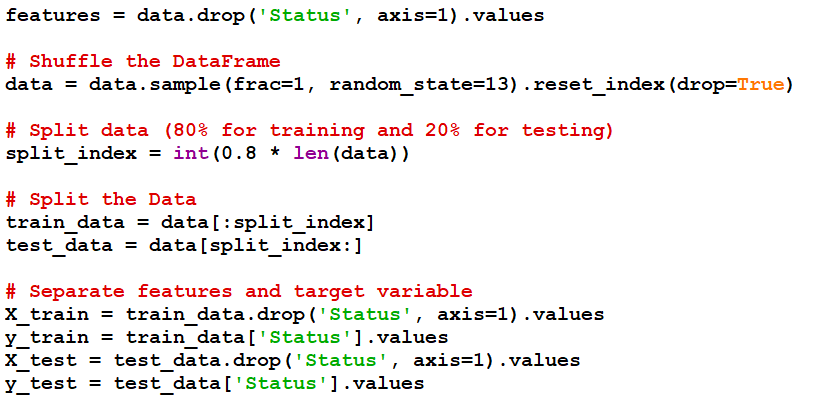 features = data.drop('Status', axis=1).values
# Shuffle the DataFrame
data = data.sample(frac=1, random_state=13).reset_index(drop=True)
# Split data (80% for training and 20% for testing)
split_index = int(0.8 * len(data))
# Split the Data
train_data = data[:split_index]
test_data = data[split_index:]
# Separate features and target variable
X_train = train_data.drop('Status', axis=1).values
y_train = train_data['Status'].values
X_test = test_data.drop('Status', axis=1).values
y_test = test_data['Status'].values